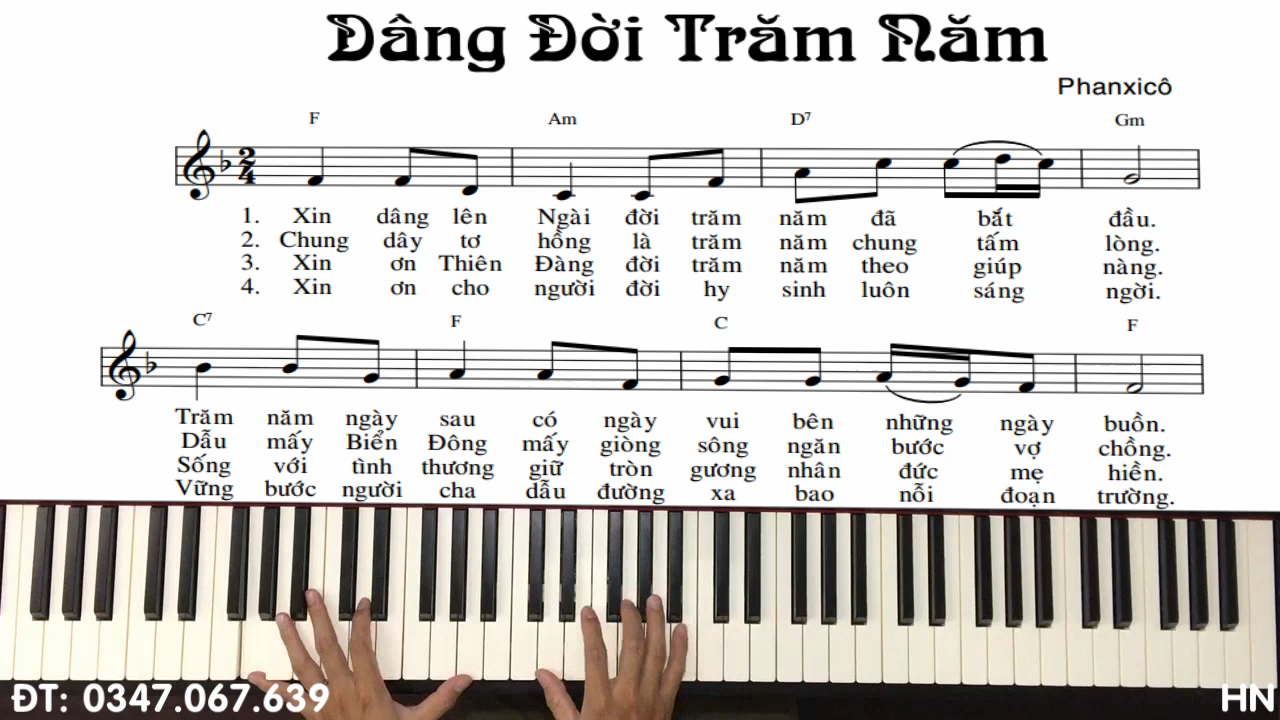 Dâng Đời Trăm Năm
Phanxicô
F Am D7 Gm
1. Xin dâng lên Ngài đời trăm năm đã bắt đầu.
2. Chung dây tơ hồng là trăm năm chung tấm lòng.
3. Xin ơn Thiên Đàng đời trăm năm theo giúp nàng.
4. Xin ơn cho người đời hy sinh luôn sáng ngời.
C7 F C F
Trăm năm ngày sau có ngày vui bên những ngày buồn.
Dẫu mấy Biển Đông mấy giòng sông ngăn bước vợ chồng.
Sống với tình thương giữ tròn gương nhân đức mẹ hiền.
Vững bước người cha dẫu đường xa bao nỗi đoạn trường.
ĐT: 0347.067.639
HN